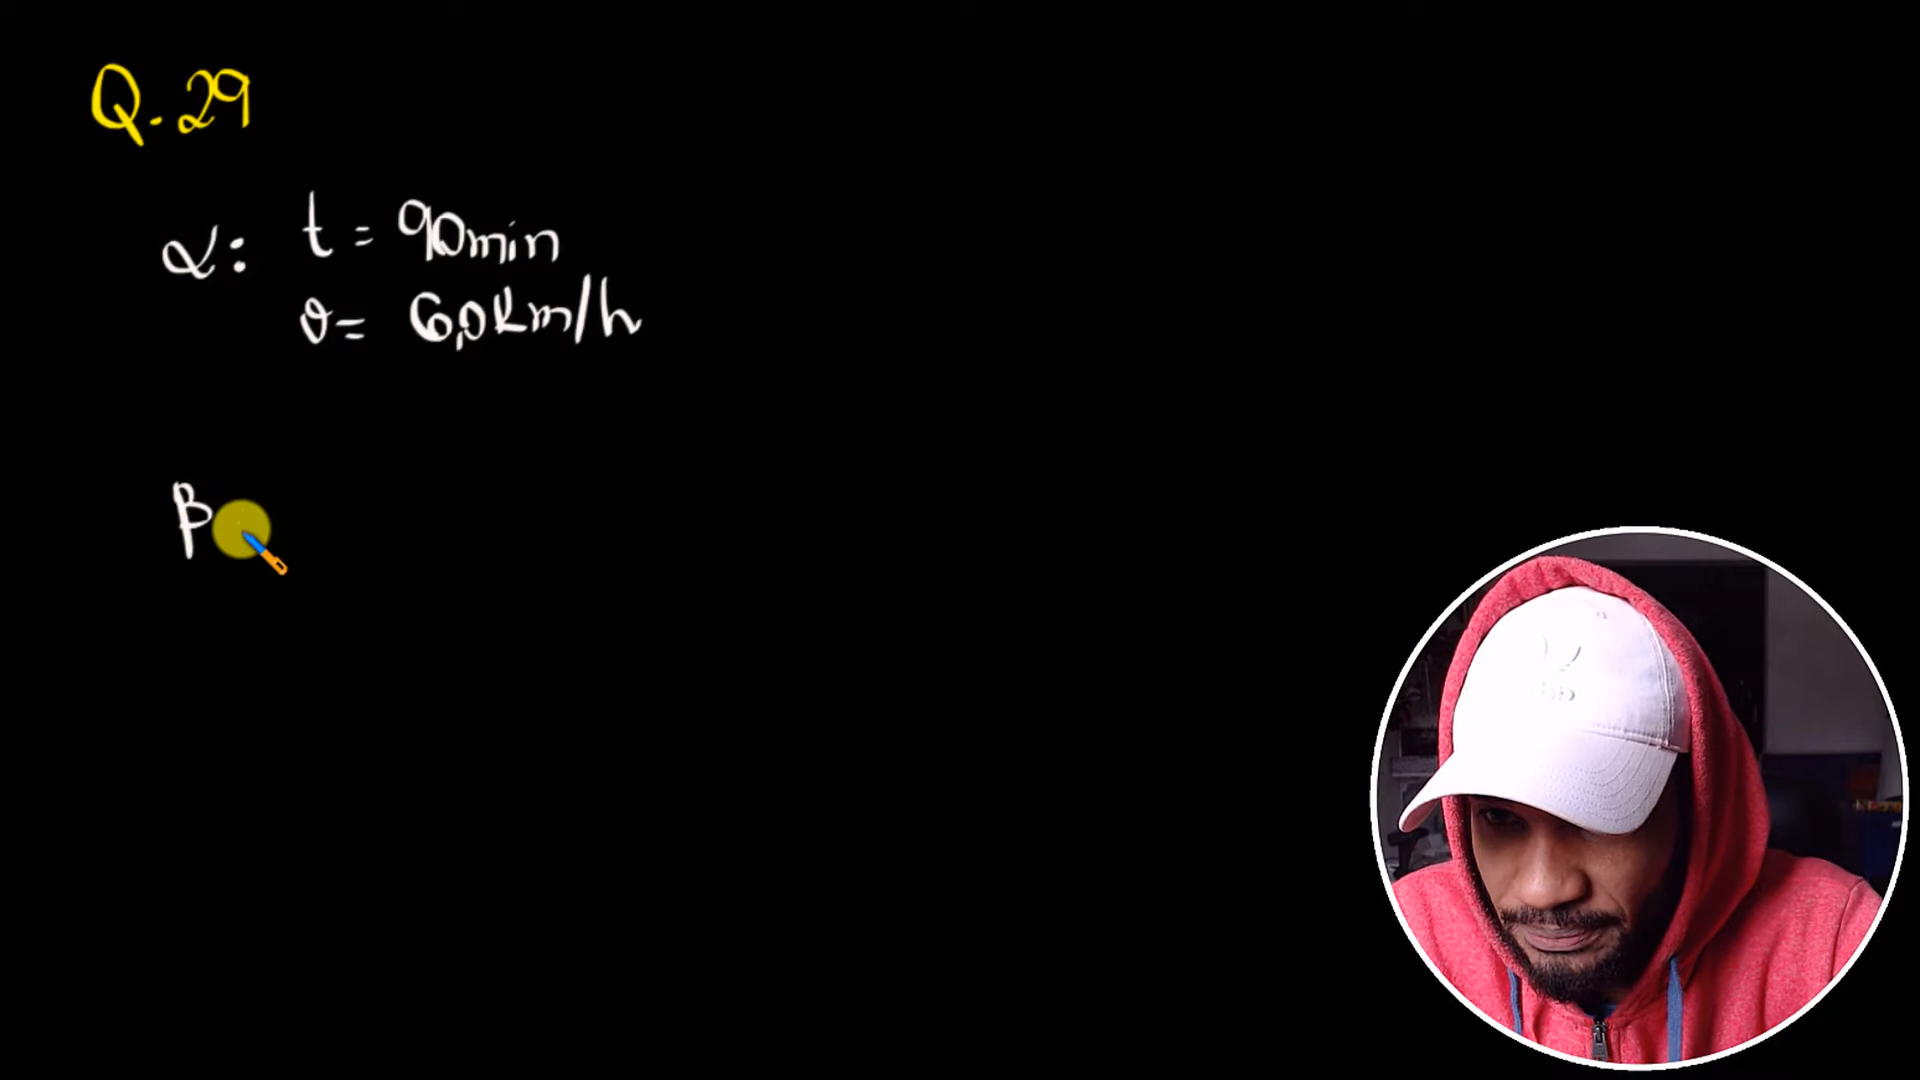 Q. 29
α: t = 90min
v = 6,0km/h
β